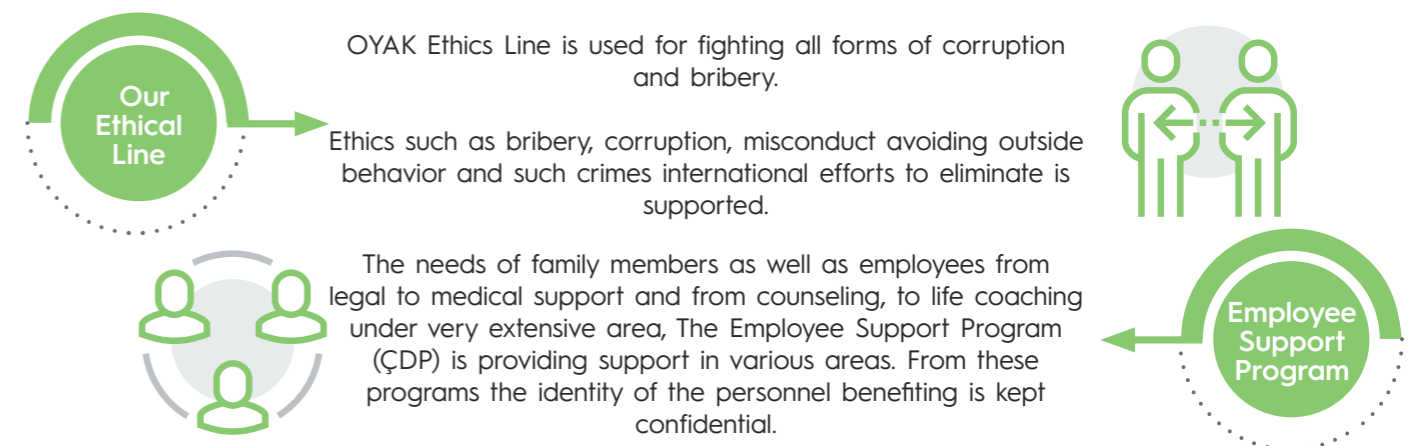 Our
Ethical
Line
OYAK Ethics Line is used for fighting all forms of corruption
and bribery.
Ethics such as bribery, corruption, misconduct avoiding outside
behavior and such crimes international efforts to eliminate is
supported.
The needs of family members as well as employees from
legal to medical support and from counseling, to life coaching
under very extensive area, The Employee Support Program
(ÇDP) is providing support in various areas. From these
programs the identity of the personnel benefiting is kept
confidential.
Employee
Support
Program